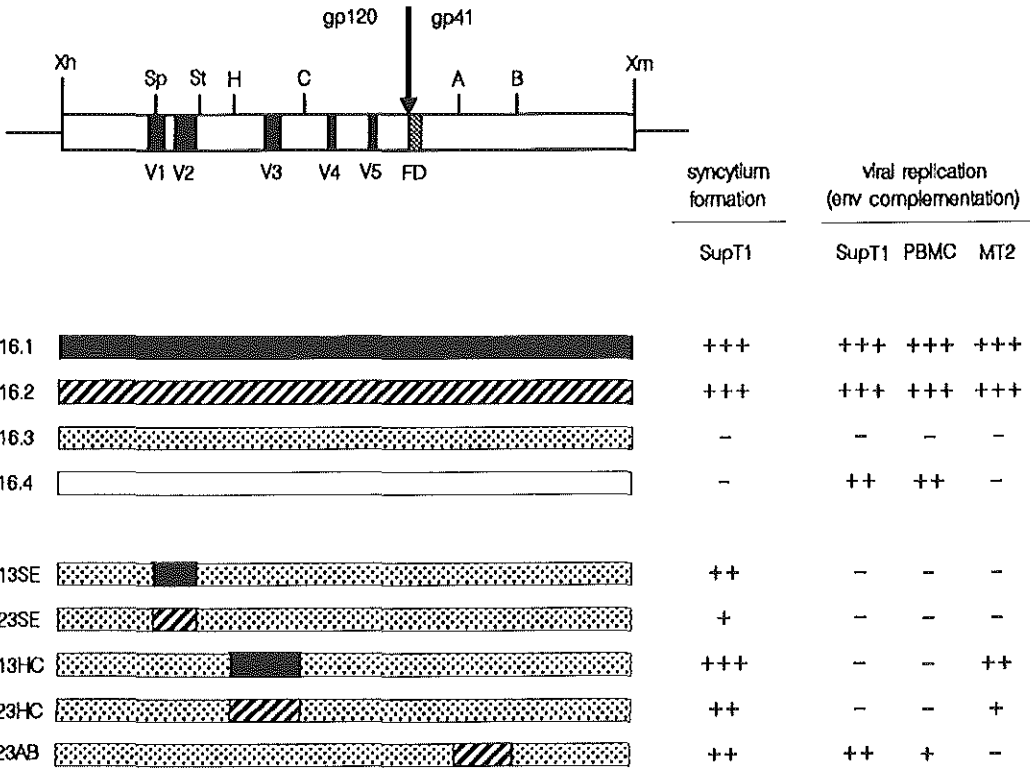 gp120 gp41
Xh Sp St H C A B Xm
V1 V2 V3 V4 V5 FD
syncytium formation
viral replication (env complementation)
SupT1 SupT1 PBMC MT2
16.1 +++ +++ +++ +++
16.2 +++ +++ +++ +++
16.3 - - - -
16.4 - ++ ++ -
13SE ++ - - -
23SE + - - -
13HC +++ - - ++
23HC ++ - - +
23AB ++ ++ + -